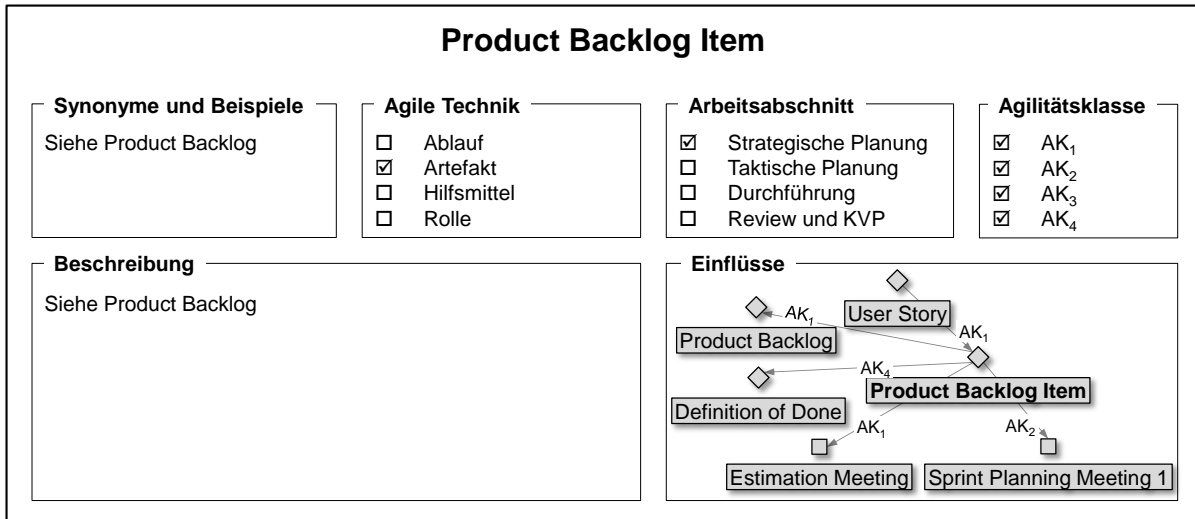 Product Backlog Item
Synonyme und Beispiele
Siehe Product Backlog
Agile Technik
☐ Ablauf
☑ Artefakt
☐ Hilfsmittel
☐ Rolle
Arbeitsabschnitt
☑ Strategische Planung
☐ Taktische Planung
☐ Durchführung
☐ Review und KVP
Agilitätsklasse
☑ AK₁
☑ AK₂
☑ AK₃
☑ AK₄
Beschreibung
Siehe Product Backlog
Einflüsse
User Story
AK₁
Product Backlog
AK₁
AK₄
Product Backlog Item
Definition of Done
AK₁
AK₂
Estimation Meeting
Sprint Planning Meeting 1